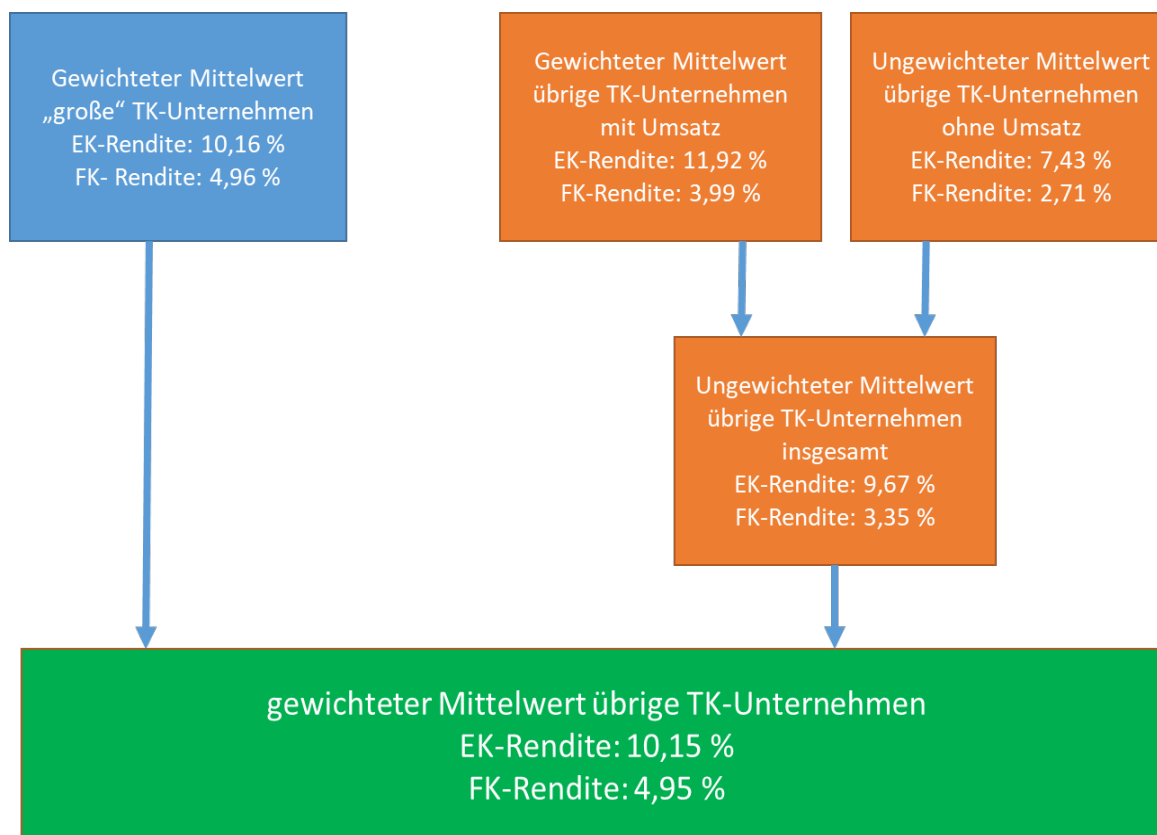 Gewichteter Mittelwert
„große“ TK-Unternehmen
EK-Rendite: 10,16 %
FK- Rendite: 4,96 %
Gewichteter Mittelwert
übrige TK-Unternehmen
mit Umsatz
EK-Rendite: 11,92 %
FK-Rendite: 3,99 %
Ungewichteter Mittelwert
übrige TK-Unternehmen
ohne Umsatz
EK-Rendite: 7,43 %
FK-Rendite: 2,71 %
Ungewichteter Mittelwert
übrige TK-Unternehmen
insgesamt
EK-Rendite: 9,67 %
FK-Rendite: 3,35 %
gewichteter Mittelwert übrige TK-Unternehmen
EK-Rendite: 10,15 %
FK-Rendite: 4,95 %